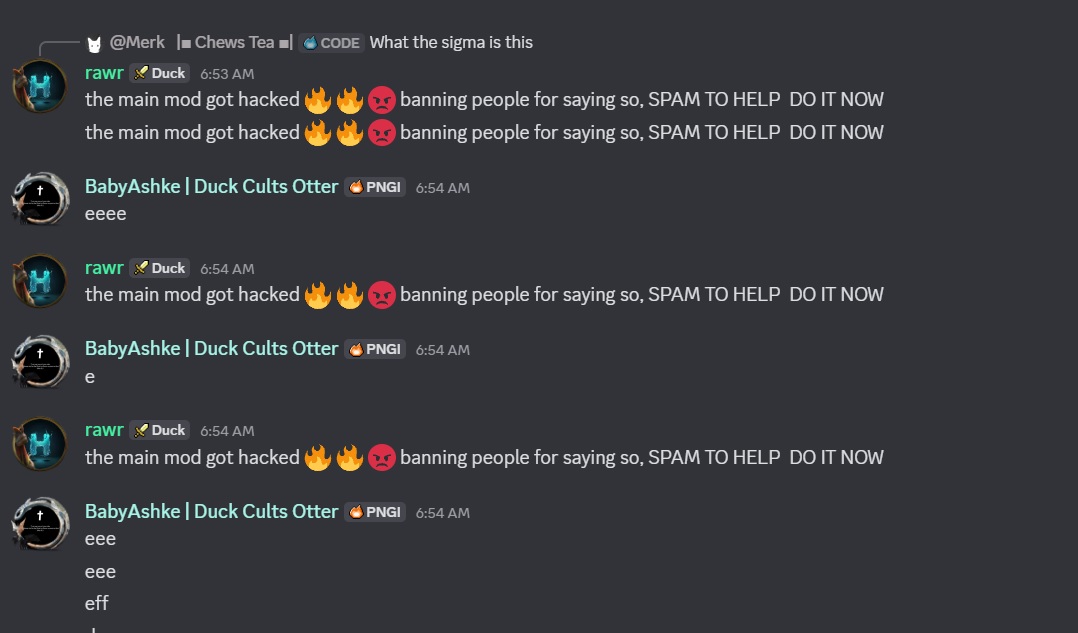 @Merk |■ Chews Tea ■| CODE What the sigma is this
rawr Duck 6:53 AM
the main mod got hacked 🔥 🔥 😡 banning people for saying so, SPAM TO HELP  DO IT NOW
the main mod got hacked 🔥 🔥 😡 banning people for saying so, SPAM TO HELP  DO IT NOW
BabyAshke | Duck Cults Otter PNGI 6:54 AM
eeee
rawr Duck 6:54 AM
the main mod got hacked 🔥 🔥 😡 banning people for saying so, SPAM TO HELP  DO IT NOW
BabyAshke | Duck Cults Otter PNGI 6:54 AM
e
rawr Duck 6:54 AM
the main mod got hacked 🔥 🔥 😡 banning people for saying so, SPAM TO HELP  DO IT NOW
BabyAshke | Duck Cults Otter PNGI 6:54 AM
eee
eee
eff